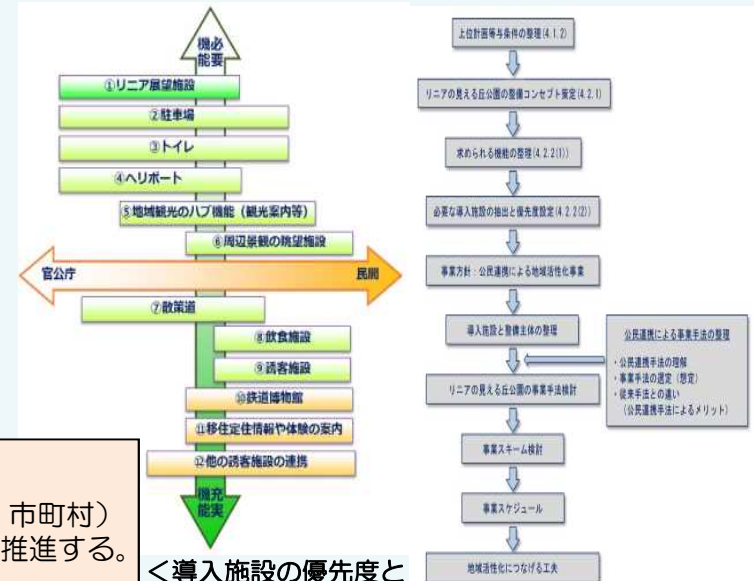 必要
機能
①リニア展望施設
②駐車場
③トイレ
④ヘリポート
⑤地域観光のハブ機能（観光案内等）
⑥周辺景観の眺望施設
官公庁
民間
⑦散策道
⑧飲食施設
⑨誘客施設
⑩鉄道博物館
⑪移住定住情報や体験の案内
⑫他の誘客施設の連携
充実
機能
市町村）
推進する。
＜導入施設の優先度と
上位計画等与条件の整理(4.1.2)
リニアの見える丘公園の整備コンセプト策定(4.2.1)
求められる機能の整理(4.2.2(1))
必要な導入施設の抽出と優先度設定(4.2.2(2))
事業方針：公民連携による地域活性化事業
導入施設と整備主体の整理
公民連携による事業手法の整理
・公民連携手法の理解
・事業手法の選定（想定）
・従来手法との違い
（公民連携手法によるメリット）
リニアの見える丘公園の事業手法検討
事業スキーム検討
事業スケジュール
地域活性化につなげる工夫